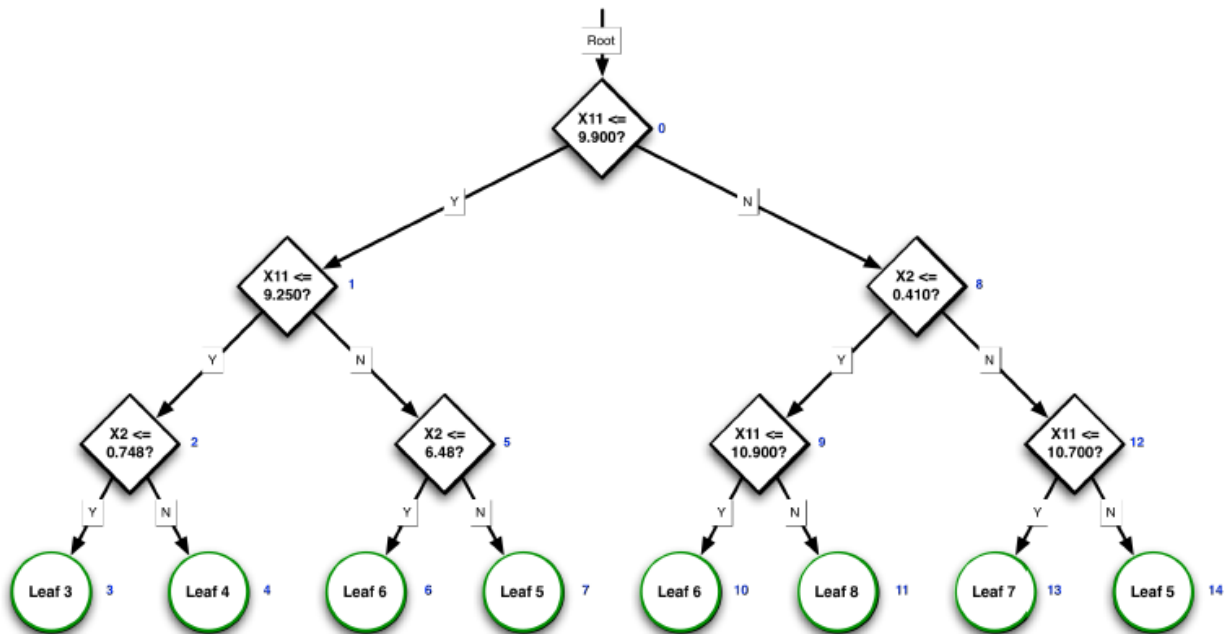 Root
X11 <=
9.900?
0
Y
N
X11 <=
9.250?
1
X2 <=
0.410?
8
Y
N
Y
N
X2 <=
0.748?
2
X2 <=
6.48?
5
X11 <=
10.900?
9
X11 <=
10.700?
12
Y
N
Y
N
Y
N
Y
N
Leaf 3
3
Leaf 4
4
Leaf 6
6
Leaf 5
7
Leaf 6
10
Leaf 8
11
Leaf 7
13
Leaf 5
14